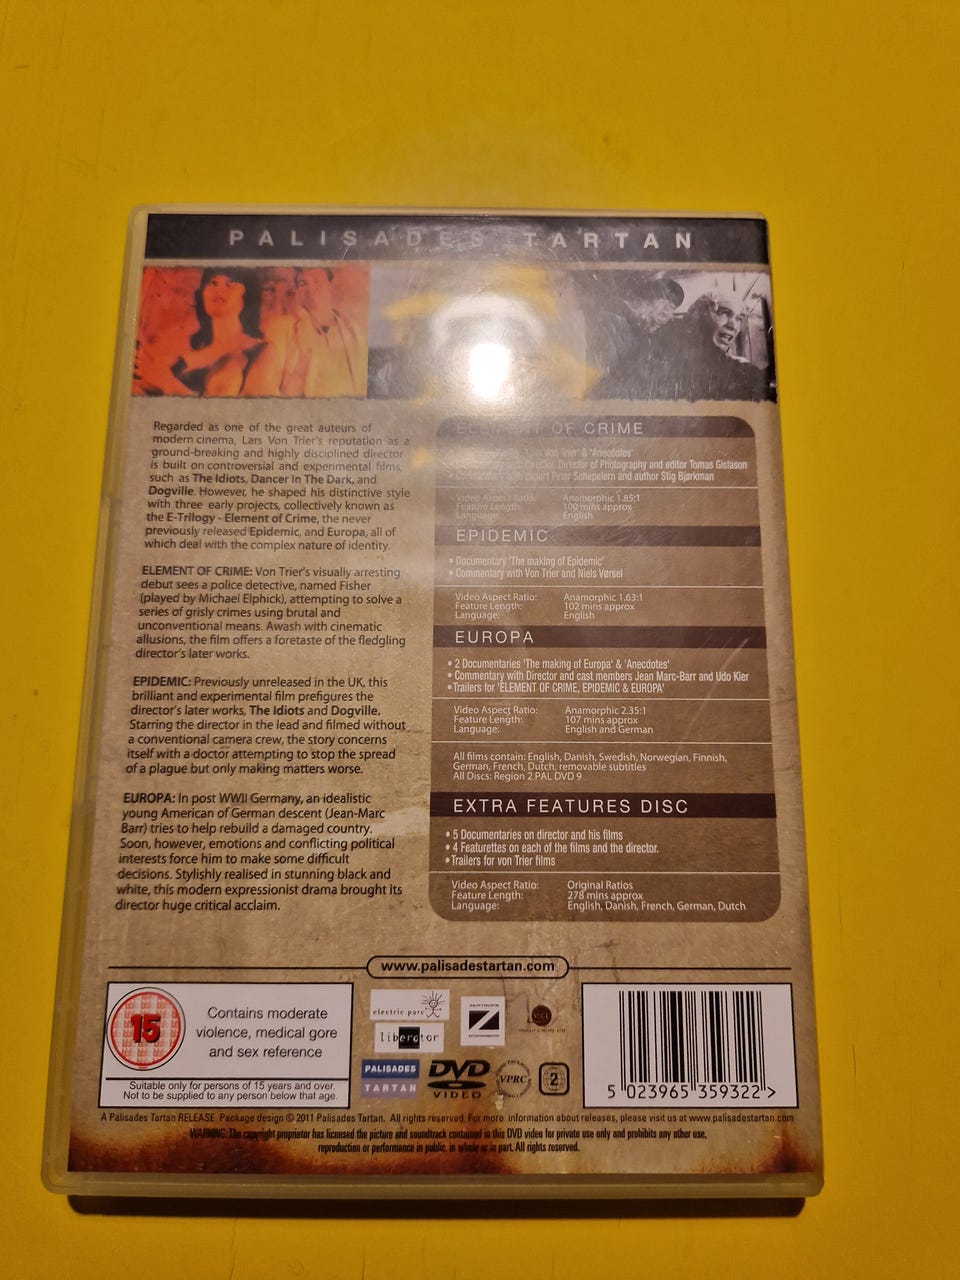 PALISADES TARTAN
Regarded as one of the great auteurs of
modern cinema, Lars Von Trier's reputation as a
ground-breaking and highly disciplined director
is built on controversial and experimental films,
such as The Idiots, Dancer In The Dark, and
Dogville. However, he shaped his distinctive style
with three early projects, collectively known as
the E-Trilogy - Element of Crime, the never
previously released Epidemic, and Europa, all of
which deal with the complex nature of identity.
ELEMENT OF CRIME: Von Trier's visually arresting
debut sees a police detective, named Fisher
(played by Michael Elphick), attempting to solve a
series of grisly crimes using brutal and
unconventional means. Awash with cinematic
allusions, the film offers a foretaste of the fledgling
director's later works.
EPIDEMIC: Previously unreleased in the UK, this
brilliant and experimental film prefigures the
director's later works, The Idiots and Dogville.
Starring the director in the lead and filmed without
a conventional camera crew, the story concerns
itself with a doctor attempting to stop the spread
of a plague but only making matters worse.
EUROPA: In post WWII Germany, an idealistic
young American of German descent (Jean-Marc
Barr) tries to help rebuild a damaged country.
Soon, however, emotions and conflicting political
interests force him to make some difficult
decisions. Stylishly realised in stunning black and
white, this modern expressionist drama brought its
director huge critical acclaim.
ELEMENT OF CRIME
'Lars Von Trier' & 'Anecdotes'
Director, Director of Photography and editor Tomas Gislason
• Commentary with expert Peter Schepelern and author Stig Bjørkman
Video Aspect Ratio: Anamorphic 1.85:1
Feature Length: 100 mins approx
Language: English
EPIDEMIC
• Documentary 'The making of Epidemic'
• Commentary with Von Trier and Niels Vørsel
Video Aspect Ratio: Anamorphic 1.63:1
Feature Length: 102 mins approx
Language: English
EUROPA
• 2 Documentaries 'The making of Europa' & 'Anecdotes'
• Commentary with Director and cast members Jean Marc-Barr and Udo Kier
• Trailers for 'ELEMENT OF CRIME, EPIDEMIC & EUROPA'
Video Aspect Ratio: Anamorphic 2.35:1
Feature Length: 107 mins approx
Language: English and German
All films contain: English, Danish, Swedish, Norwegian, Finnish,
German, French, Dutch; removable subtitles
All Discs: Region 2 PAL DVD 9
EXTRA FEATURES DISC
• 5 Documentaries on director and his films
• 4 Featurettes on each of the films and the director.
• Trailers for von Trier films
Video Aspect Ratio: Original Ratios
Feature Length: 278 mins approx
Language: English, Danish, French, German, Dutch
www.palisadestartan.com
15
Contains moderate
violence, medical gore
and sex reference
Suitable only for persons of 15 years and over.
Not to be supplied to any person below that age.
electric parc
liberator
ZENTROPA
Z
PALISADES
TARTAN
DVD
VIDEO
VPRC
2
5 023965 359322 >
A Palisades Tartan RELEASE. Package design © 2011 Palisades Tartan. All rights reserved. For more information about releases, please visit us at www.palisadestartan.com
WARNING: The copyright proprietor has licensed the picture and soundtrack contained in this DVD video for private use only and prohibits any other use,
reproduction or performance in public, in whole or in part. All rights reserved.